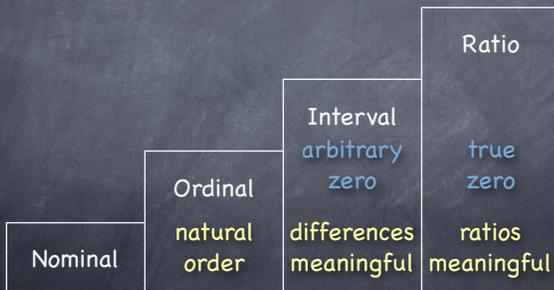 Nominal
Ordinal
natural
order
Interval
arbitrary
zero
differences
meaningful
Ratio
true
zero
ratios
meaningful